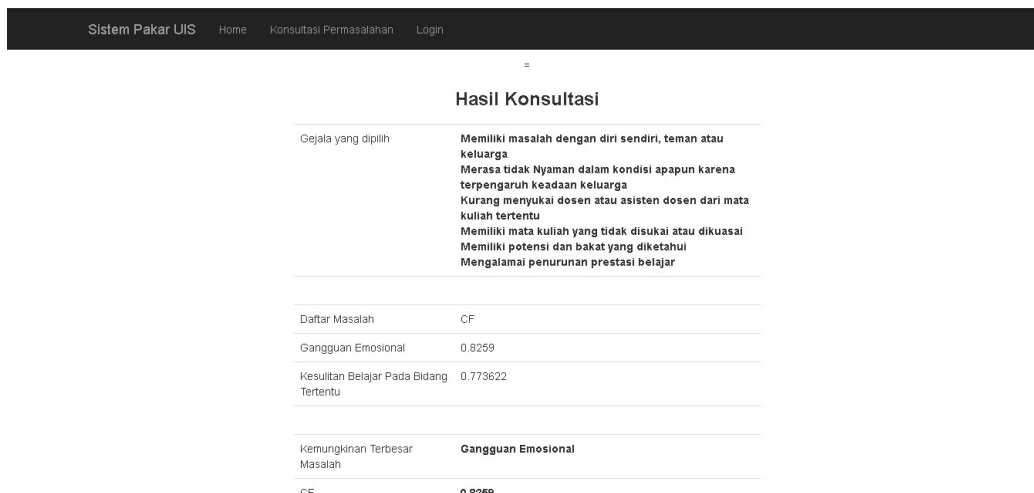 Sistem Pakar UIS Home Konsultasi Permasalahan Login
=
Hasil Konsultasi
Gejala yang dipilih Memiliki masalah dengan diri sendiri, teman atau
keluarga
Merasa tidak Nyaman dalam kondisi apapun karena
terpengaruh keadaan keluarga
Kurang menyukai dosen atau asisten dosen dari mata
kuliah tertentu
Memiliki mata kuliah yang tidak disukai atau dikuasai
Memiliki potensi dan bakat yang diketahui
Mengalamai penurunan prestasi belajar
Daftar Masalah CF
Gangguan Emosional 0.8259
Kesulitan Belajar Pada Bidang 0.773622
Tertentu
Kemungkinan Terbesar Gangguan Emosional
Masalah
CF 0.8259